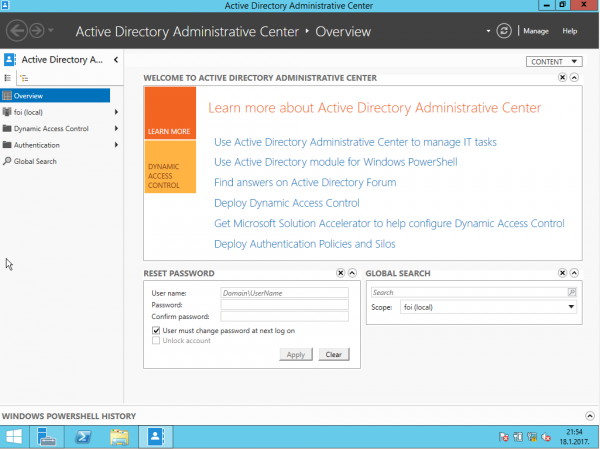 Active Directory Administrative Center
Active Directory Administrative Center • Overview
Manage
Help
Active Directory A...
CONTENT
Overview
foi (local)
Dynamic Access Control
Authentication
Global Search
WELCOME TO ACTIVE DIRECTORY ADMINISTRATIVE CENTER
LEARN MORE
DYNAMIC
ACCESS
CONTROL
Learn more about Active Directory Administrative Center
Use Active Directory Administrative Center to manage IT tasks
Use Active Directory module for Windows PowerShell
Find answers on Active Directory Forum
Deploy Dynamic Access Control
Get Microsoft Solution Accelerator to help configure Dynamic Access Control
Deploy Authentication Policies and Silos
RESET PASSWORD
User name: Domain\UserName
Password:
Confirm password:
User must change password at next log on
Unlock account
Apply
Clear
GLOBAL SEARCH
Search
Scope: foi (local)
WINDOWS POWERSHELL HISTORY
21:54
18.1.2017.